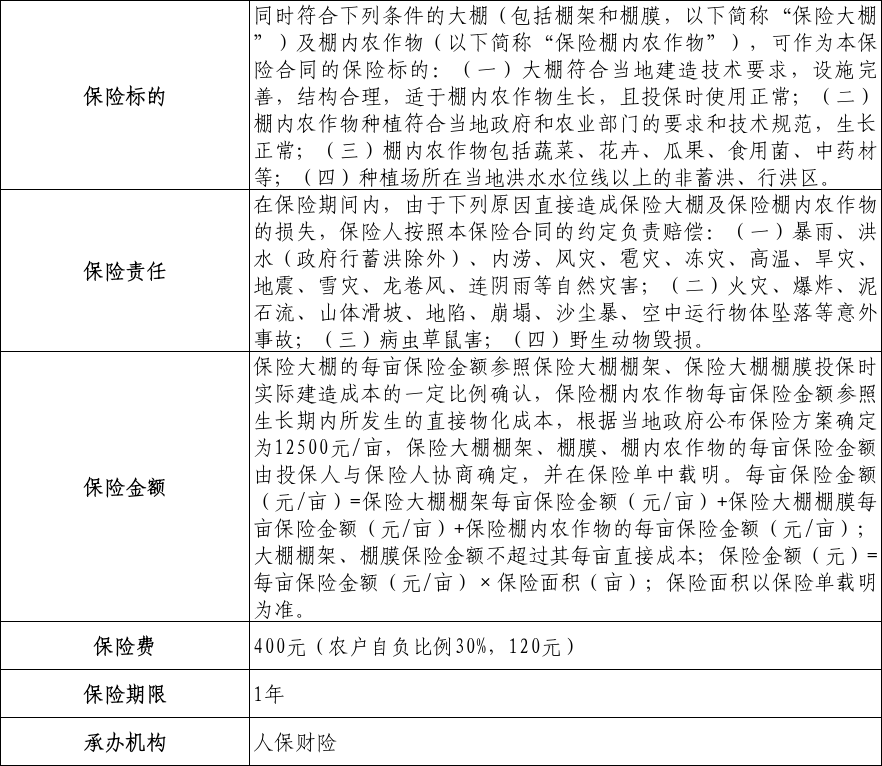 保险标的
同时符合下列条件的大棚（包括棚架和棚膜，以下简称“保险大棚
”）及棚内农作物（以下简称“保险棚内农作物”），可作为本保
险合同的保险标的：（一）大棚符合当地建造技术要求，设施完
善，结构合理，适于棚内农作物生长，且投保时使用正常；（二）
棚内农作物种植符合当地政府和农业部门的要求和技术规范，生长
正常；（三）棚内农作物包括蔬菜、花卉、瓜果、食用菌、中药材
等；（四）种植场所在当地洪水水位线以上的非蓄洪、行洪区。
保险责任
在保险期间内，由于下列原因直接造成保险大棚及保险棚内农作物
的损失，保险人按照本保险合同的约定负责赔偿：（一）暴雨、洪
水（政府行蓄洪除外）、内涝、风灾、雹灾、冻灾、高温、旱灾、
地震、雪灾、龙卷风、连阴雨等自然灾害；（二）火灾、爆炸、泥
石流、山体滑坡、地陷、崩塌、沙尘暴、空中运行物体坠落等意外
事故；（三）病虫草鼠害；（四）野生动物毁损。
保险金额
保险大棚的每亩保险金额参照保险大棚棚架、保险大棚棚膜投保时
实际建造成本的一定比例确认，保险棚内农作物每亩保险金额参照
生长期内所发生的直接物化成本，根据当地政府公布保险方案确定
为12500元/亩，保险大棚棚架、棚膜、棚内农作物的每亩保险金额
由投保人与保险人协商确定，并在保险单中载明。每亩保险金额
（元/亩）=保险大棚棚架每亩保险金额（元/亩）+保险大棚棚膜每
亩保险金额（元/亩）+保险棚内农作物的每亩保险金额（元/亩）；
大棚棚架、棚膜保险金额不超过其每亩直接成本；保险金额（元）=
每亩保险金额（元/亩）×保险面积（亩）；保险面积以保险单载明
为准。
保险费
400元（农户自负比例30%，120元）
保险期限
1年
承办机构
人保财险